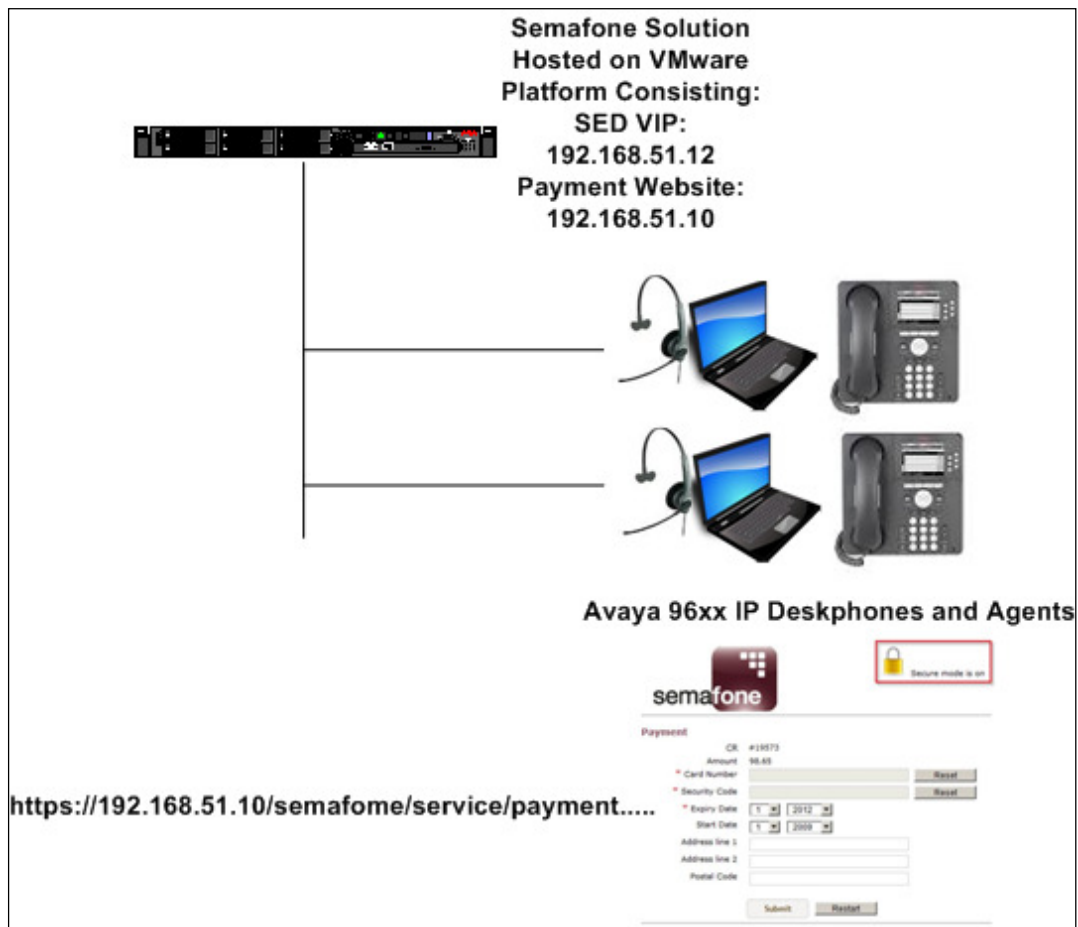 Semafone Solution
Hosted on VMware
Platform Consisting:
SED VIP:
192.168.51.12
Payment Website:
192.168.51.10
Avaya 96xx IP Deskphones and Agents
semafone
Secure mode is on
Payment
CR #19573
Amount 98.65
* Card Number Reset
* Security Code Reset
* Expiry Date 1 2012
Start Date 1 2009
Address line 1
Address line 2
Postal Code
Submit Restart
https://192.168.51.10/semafome/service/payment.....